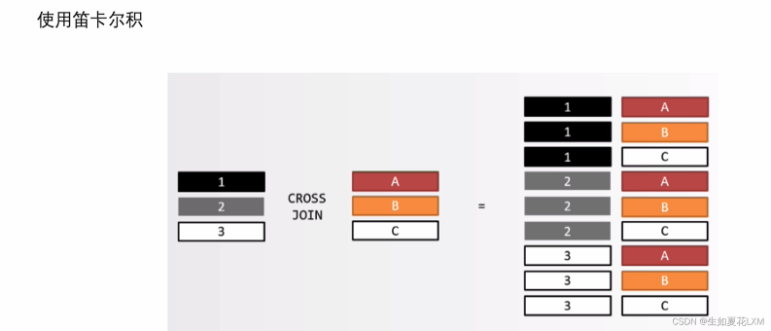 使用笛卡尔积
1 A
1 B
1 C
1 A 2 A
2 CROSS B = 2 B
JOIN
3 C 2 C
3 A
3 B
3 C
CSDN @生如夏花LXM